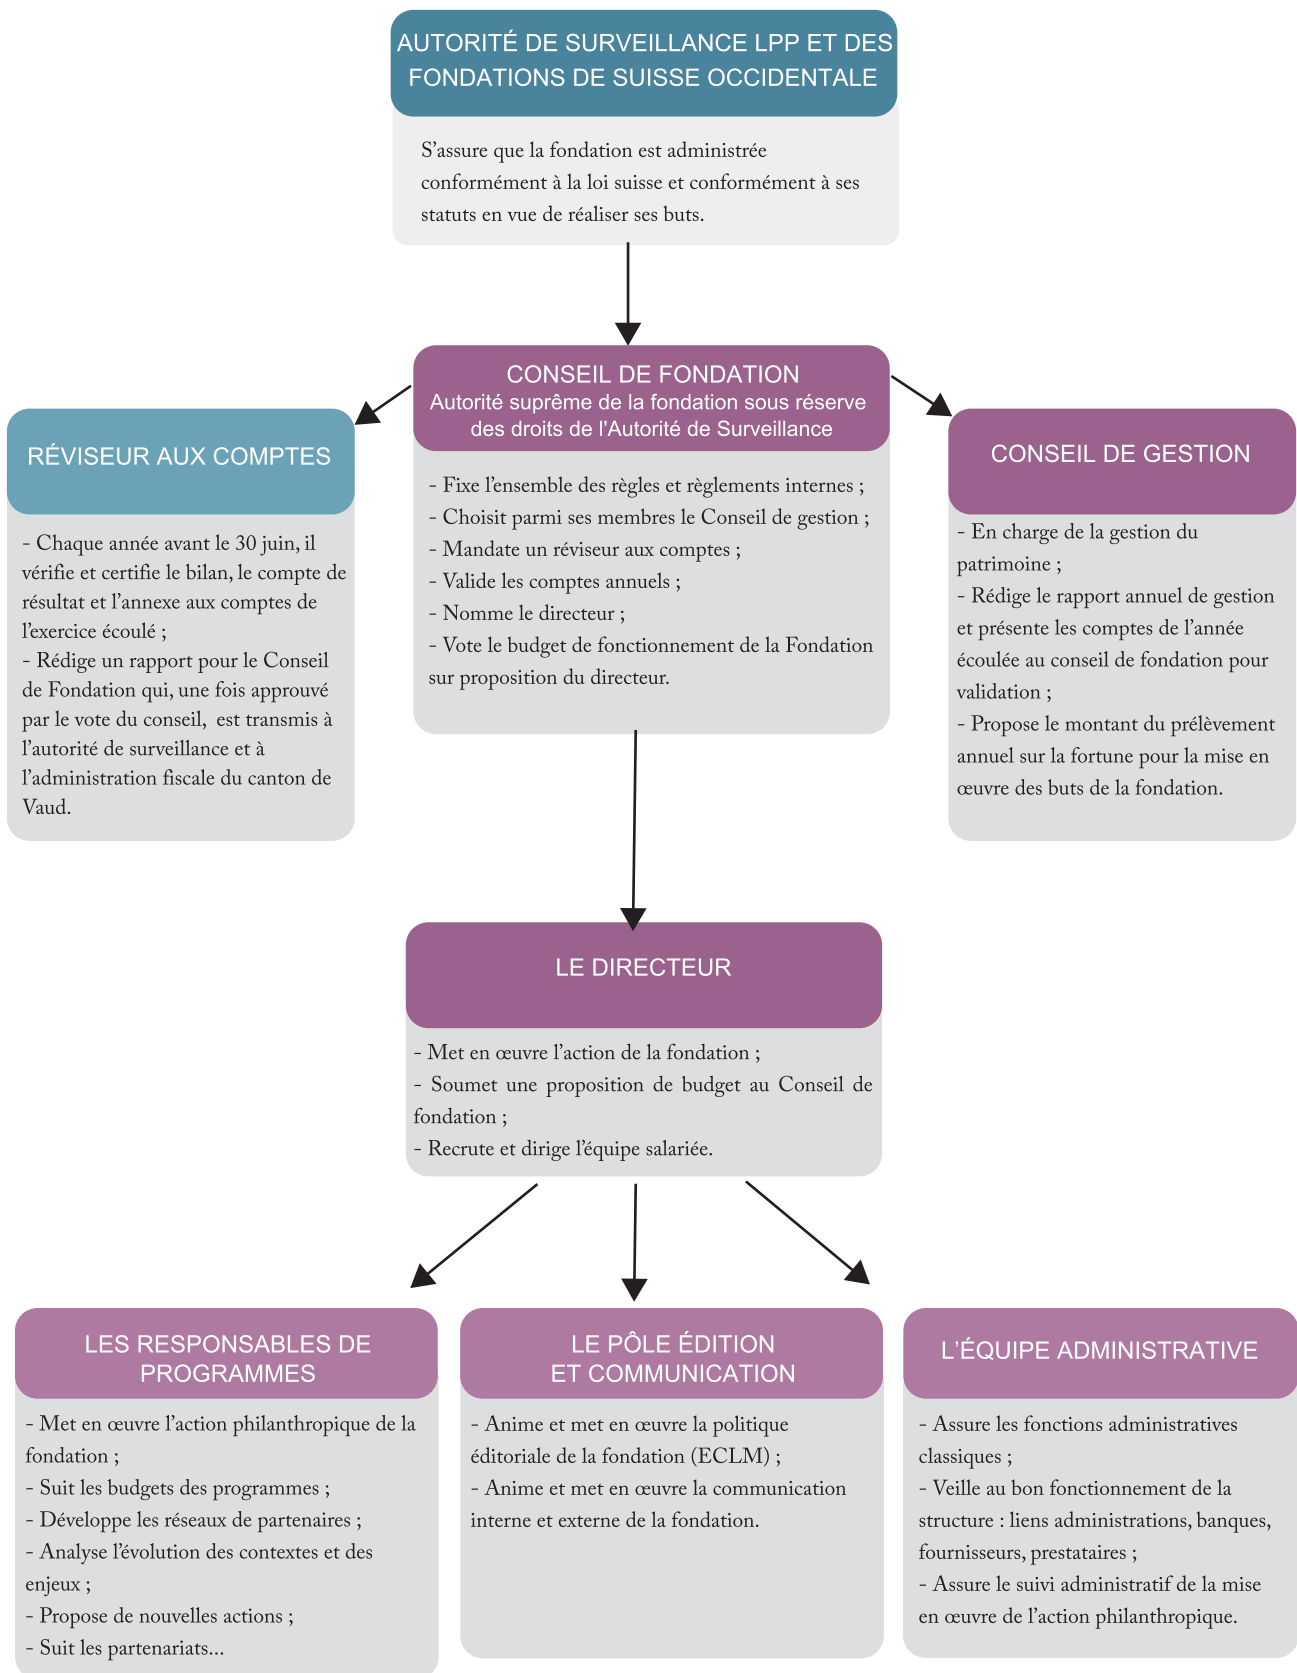 AUTORITÉ DE SURVEILLANCE LPP ET DES
FONDATIONS DE SUISSE OCCIDENTALE
S’assure que la fondation est administrée
conformément à la loi suisse et conformément à ses
statuts en vue de réaliser ses buts.
CONSEIL DE FONDATION
Autorité suprême de la fondation sous réserve
des droits de l'Autorité de Surveillance
- Fixe l’ensemble des règles et règlements internes ;
- Choisit parmi ses membres le Conseil de gestion ;
- Mandate un réviseur aux comptes ;
- Valide les comptes annuels ;
- Nomme le directeur ;
- Vote le budget de fonctionnement de la Fondation
sur proposition du directeur.
RÉVISEUR AUX COMPTES
- Chaque année avant le 30 juin, il
vérifie et certifie le bilan, le compte de
résultat et l’annexe aux comptes de
l’exercice écoulé ;
- Rédige un rapport pour le Conseil
de Fondation qui, une fois approuvé
par le vote du conseil, est transmis à
l’autorité de surveillance et à
l’administration fiscale du canton de
Vaud.
CONSEIL DE GESTION
- En charge de la gestion du
patrimoine ;
- Rédige le rapport annuel de gestion
et présente les comptes de l’année
écoulée au conseil de fondation pour
validation ;
- Propose le montant du prélèvement
annuel sur la fortune pour la mise en
œuvre des buts de la fondation.
LE DIRECTEUR
- Met en œuvre l’action de la fondation ;
- Soumet une proposition de budget au Conseil de
fondation ;
- Recrute et dirige l’équipe salariée.
LES RESPONSABLES DE
PROGRAMMES
- Met en œuvre l’action philanthropique de la
fondation ;
- Suit les budgets des programmes ;
- Développe les réseaux de partenaires ;
- Analyse l’évolution des contextes et des
enjeux ;
- Propose de nouvelles actions ;
- Suit les partenariats...
LE PÔLE ÉDITION
ET COMMUNICATION
- Anime et met en œuvre la politique
éditoriale de la fondation (ECLM) ;
- Anime et met en œuvre la communication
interne et externe de la fondation.
L’ÉQUIPE ADMINISTRATIVE
- Assure les fonctions administratives
classiques ;
- Veille au bon fonctionnement de la
structure : liens administrations, banques,
fournisseurs, prestataires ;
- Assure le suivi administratif de la mise
en œuvre de l’action philanthropique.